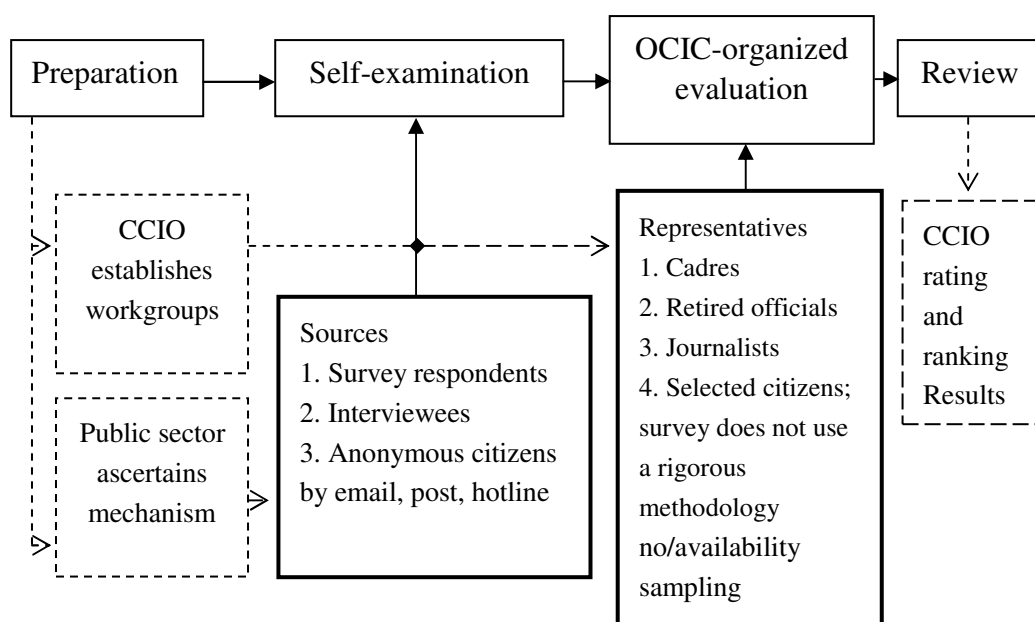 Preparation
Self-examination
OCIC-organized
evaluation
Review
CCIO
establishes
workgroups
Public sector
ascertains
mechanism
Sources
1. Survey respondents
2. Interviewees
3. Anonymous citizens
by email, post, hotline
Representatives
1. Cadres
2. Retired officials
3. Journalists
4. Selected citizens;
survey does not use
a rigorous
methodology
no/availability
sampling
CCIO
rating
and
ranking
Results